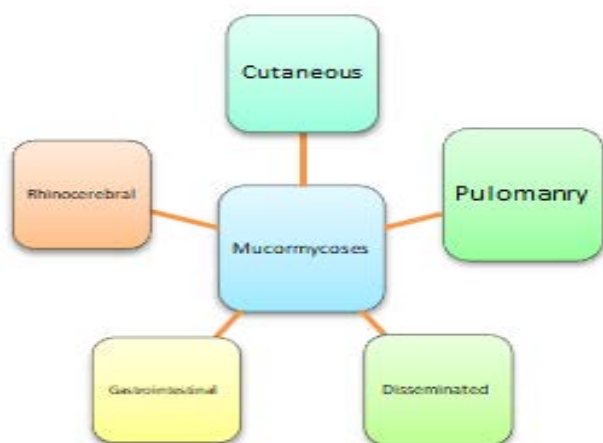 Cutaneous
Rhinocerebral
Pulomanry
Mucormycoses
Gastrointestinal
Disseminated